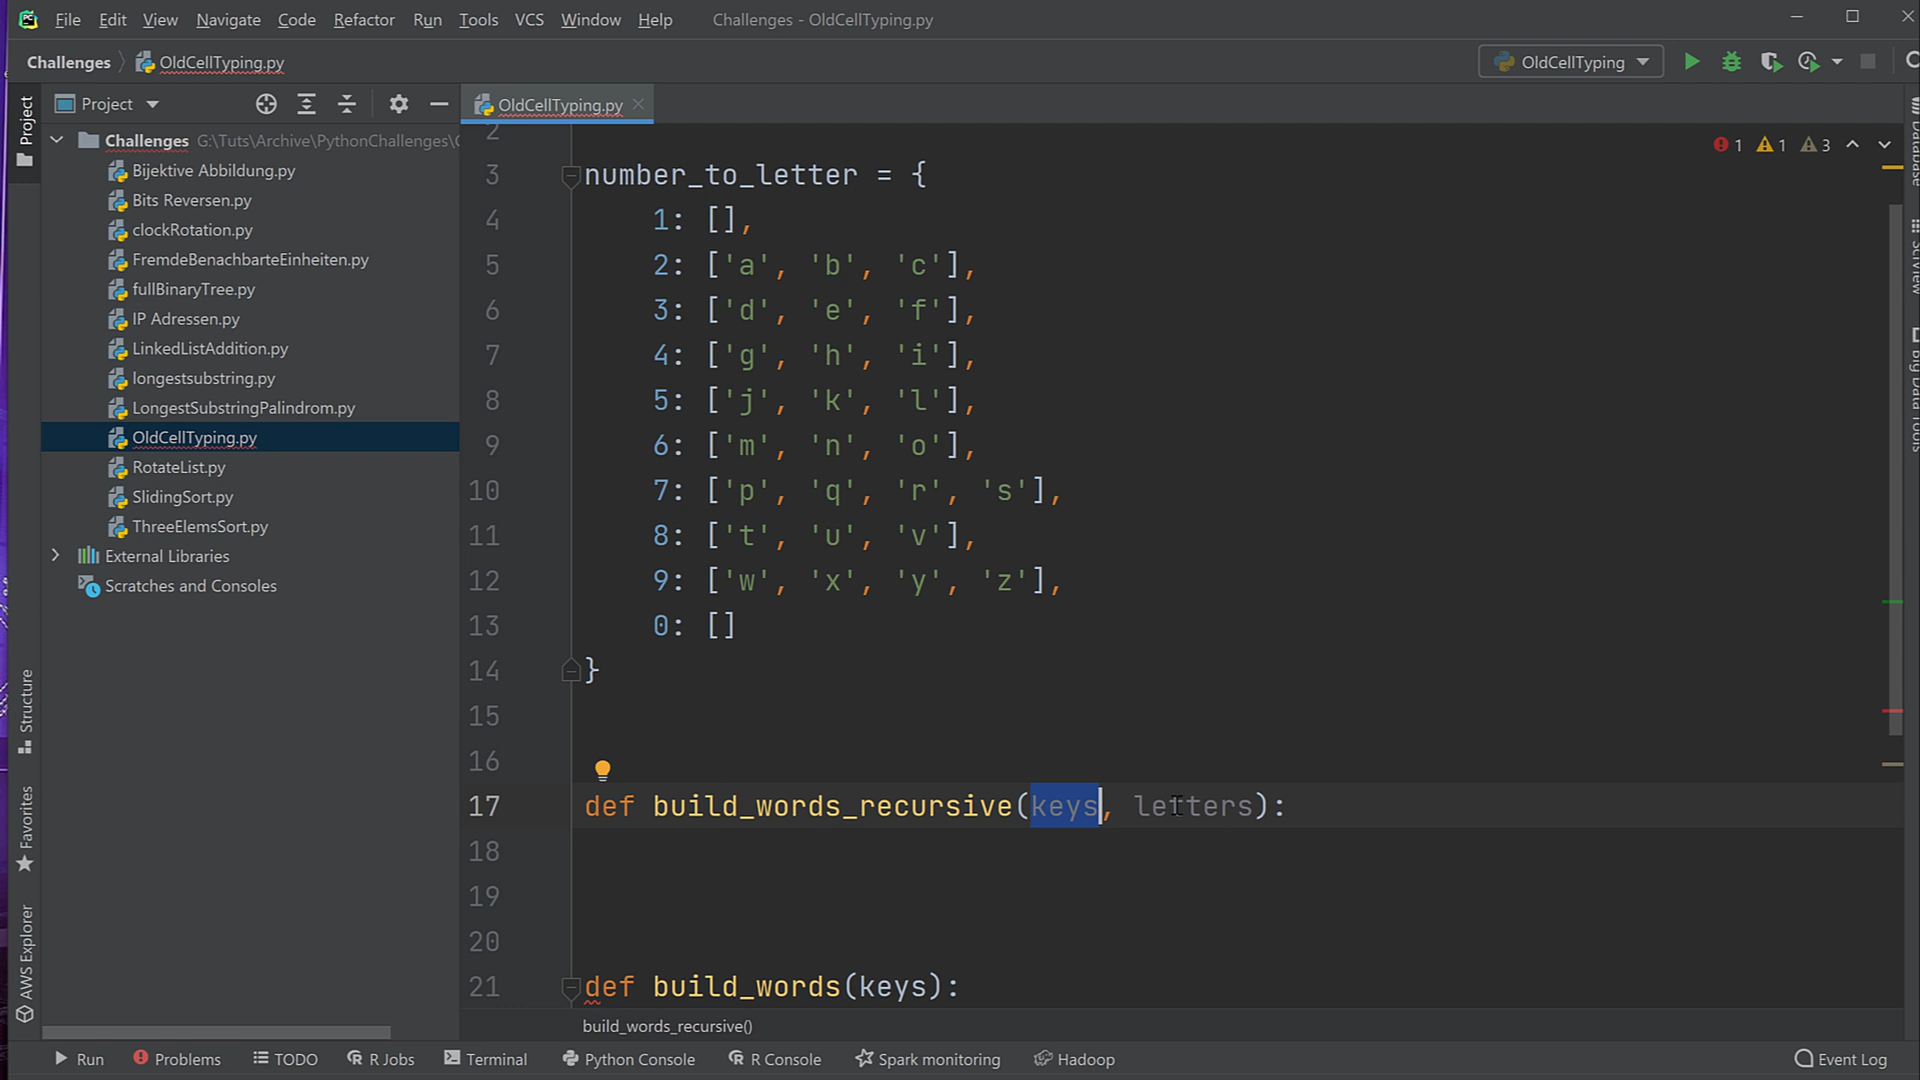 File Edit View Navigate Code Refactor Run Tools VCS Window Help Challenges - OldCellTyping.py
Challenges OldCellTyping.py OldCellTyping
Project
Project
OldCellTyping.py
Challenges G:\Tuts\Archive\PythonChallenges\
Bijektive Abbildung.py
Bits Reversen.py
clockRotation.py
FremdeBenachbarteEinheiten.py
fullBinaryTree.py
IP Adressen.py
LinkedListAddition.py
longestsubstring.py
LongestSubstringPalindrom.py
OldCellTyping.py
RotateList.py
SlidingSort.py
ThreeElemsSort.py
External Libraries
Scratches and Consoles
Structure
Favorites
AWS Explorer
1 1 3
2
3 number_to_letter = {
4 1: [],
5 2: ['a', 'b', 'c'],
6 3: ['d', 'e', 'f'],
7 4: ['g', 'h', 'i'],
8 5: ['j', 'k', 'l'],
9 6: ['m', 'n', 'o'],
10 7: ['p', 'q', 'r', 's'],
11 8: ['t', 'u', 'v'],
12 9: ['w', 'x', 'y', 'z'],
13 0: []
14 }
15
16
17 def build_words_recursive(keys, letters):
18
19
20
21 def build_words(keys):
build_words_recursive()
Database
SciView
Big Data Tools
Run Problems TODO R Jobs Terminal Python Console R Console Spark monitoring Hadoop Event Log